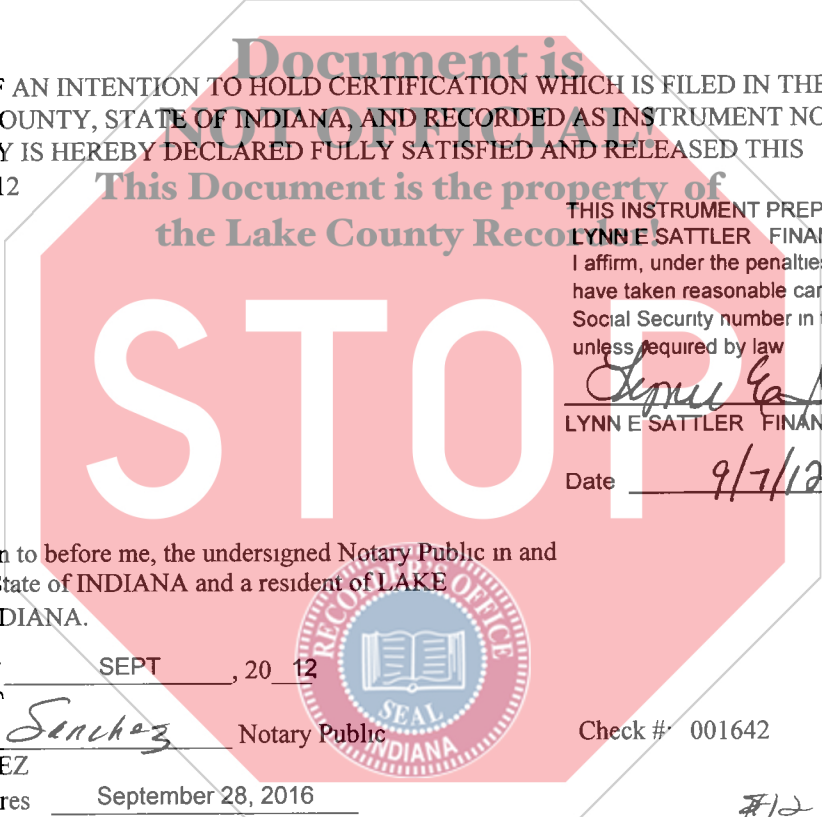 Document is
F AN INTENTION TO HOLD CERTIFICATION WHICH IS FILED IN THE
OUNTY, STATE OF INDIANA, AND RECORDED AS INSTRUMENT NO
NOT OFFICIAL!
Y IS HEREBY DECLARED FULLY SATISFIED AND RELEASED THIS
12
This Document is the property of
the Lake County Recorder!
THIS INSTRUMENT PREP
LYNN E SATTLER FINAN
I affirm, under the penalties
have taken reasonable car
Social Security number in t
unless required by law
STOP
LYNN E SATTLER FINAN
Date 9/7/12
n to before me, the undersigned Notary Public in and
State of INDIANA and a resident of LAKE
DIANA.
RECORDER'S OFFICE
SEAL
INDIANA
SEPT, 20 12
Sanchez Notary Public
EZ
Check #: 001642
res September 28, 2016
#12